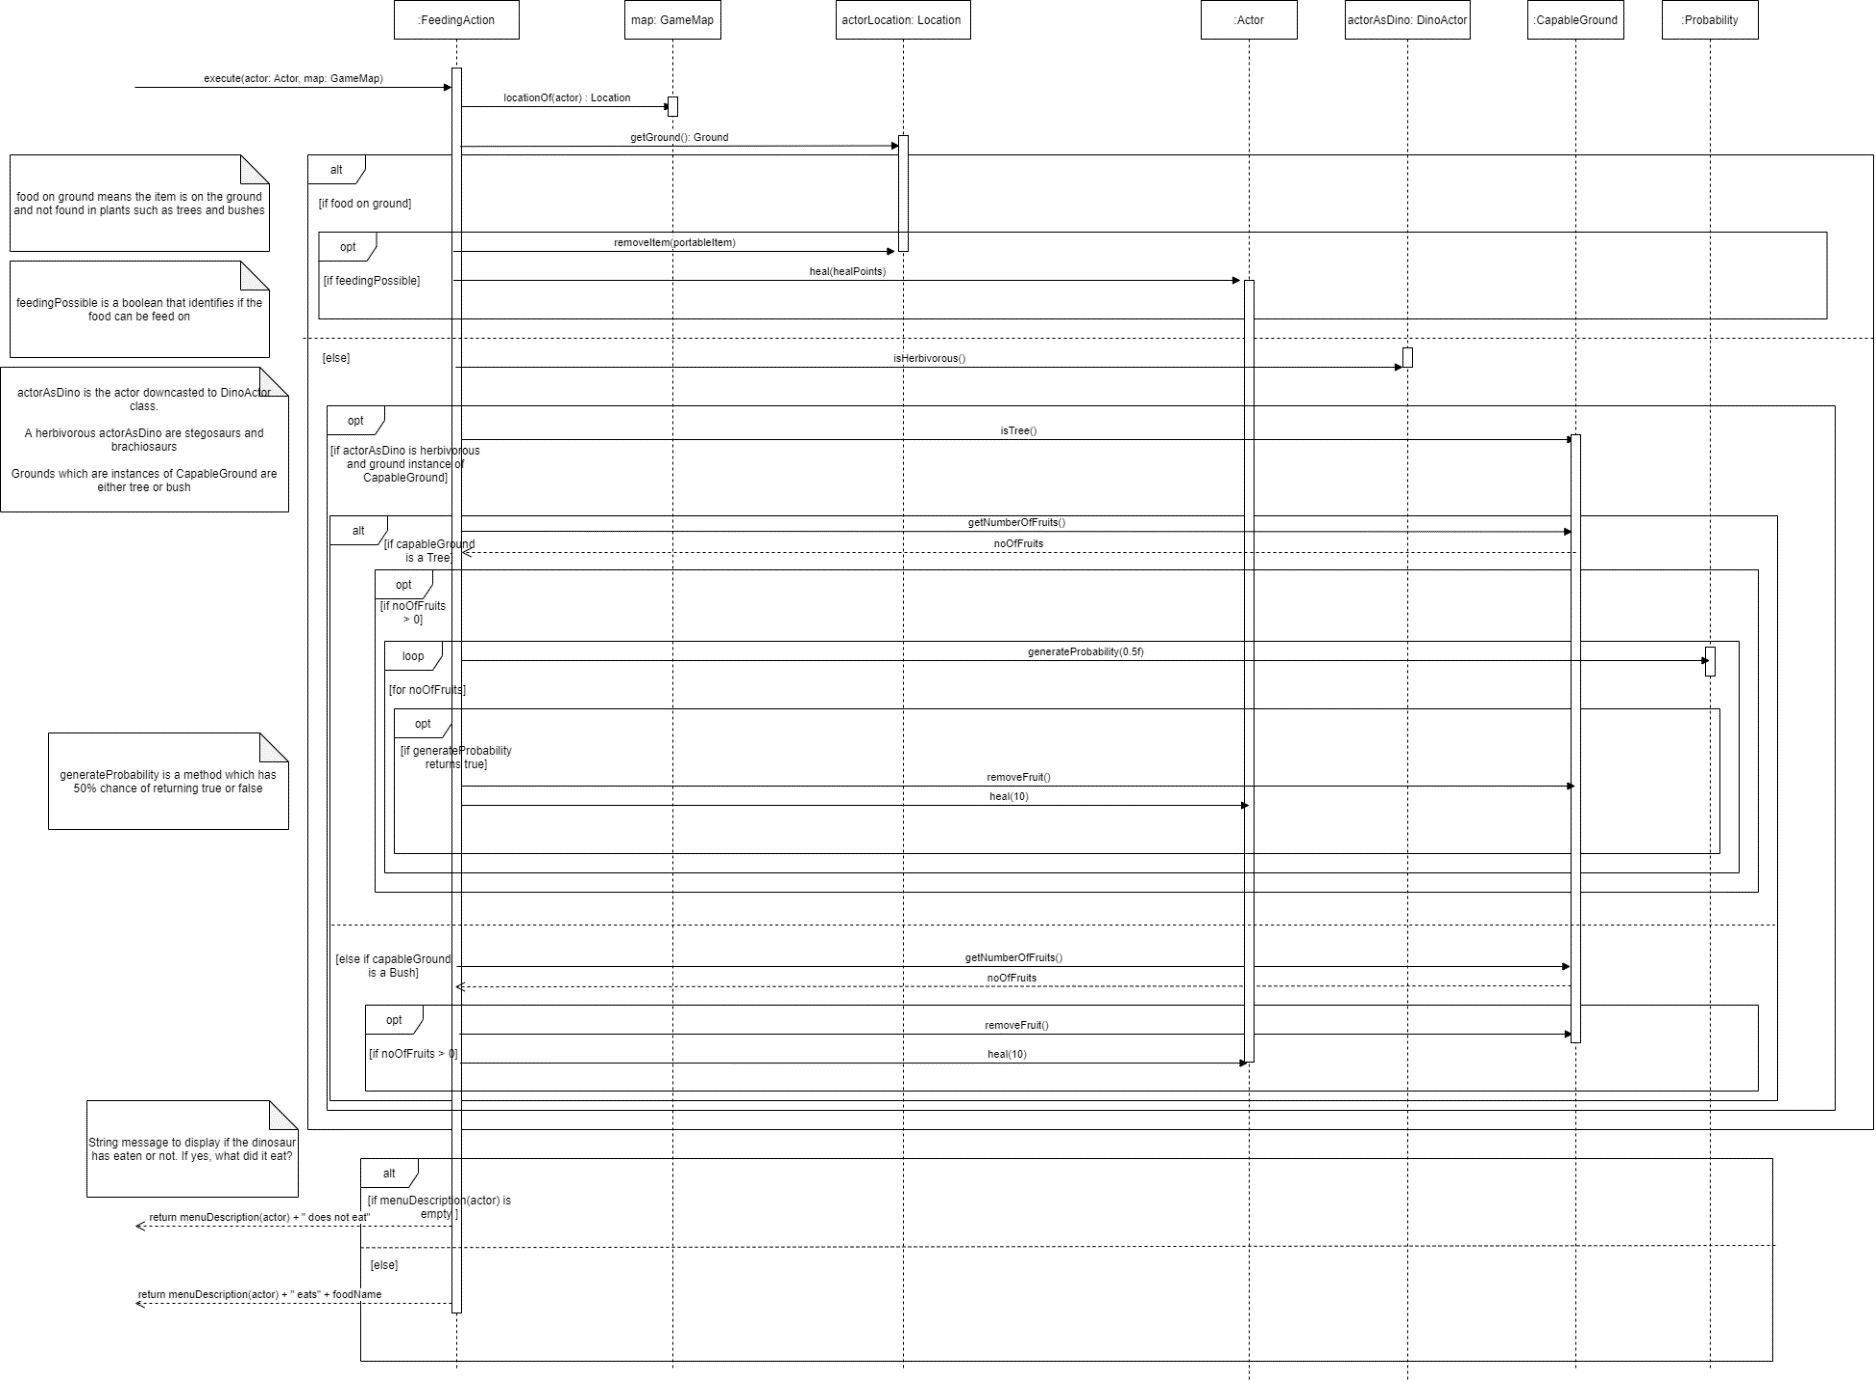 :FeedingAction
map: GameMap
actorLocation: Location
:Actor
actorAsDino: DinoActor
:CapableGround
:Probability
execute(actor: Actor, map: GameMap)
locationOf(actor) : Location
getGround(): Ground
alt
[if food on ground]
food on ground means the item is on the ground
and not found in plants such as trees and bushes
opt
removeItem(portableItem)
[if feedingPossible]
heal(healPoints)
feedingPossible is a boolean that identifies if the
food can be feed on
[else]
isHerbivorous()
actorAsDino is the actor downcasted to DinoActor
class.
A herbivorous actorAsDino are stegosaurs and
brachiosaurs
Grounds which are instances of CapableGround are
either tree or bush
opt
isTree()
[if actorAsDino is herbivorous
and ground instance of
CapableGround]
alt
getNumberOfFruits()
[if capableGround
is a Tree]
noOfFruits
opt
[if noOfFruits
> 0]
loop
generateProbability(0.5f)
[for noOfFruits]
opt
[if generateProbability
returns true]
generateProbability is a method which has
50% chance of returning true or false
removeFruit()
heal(10)
[else if capableGround
is a Bush]
getNumberOfFruits()
noOfFruits
opt
removeFruit()
[if noOfFruits > 0]
heal(10)
String message to display if the dinosaur
has eaten or not. If yes, what did it eat?
alt
[if menuDescription(actor) is
empty ]
return menuDescription(actor) + " does not eat"
[else]
return menuDescription(actor) + " eats" + foodName